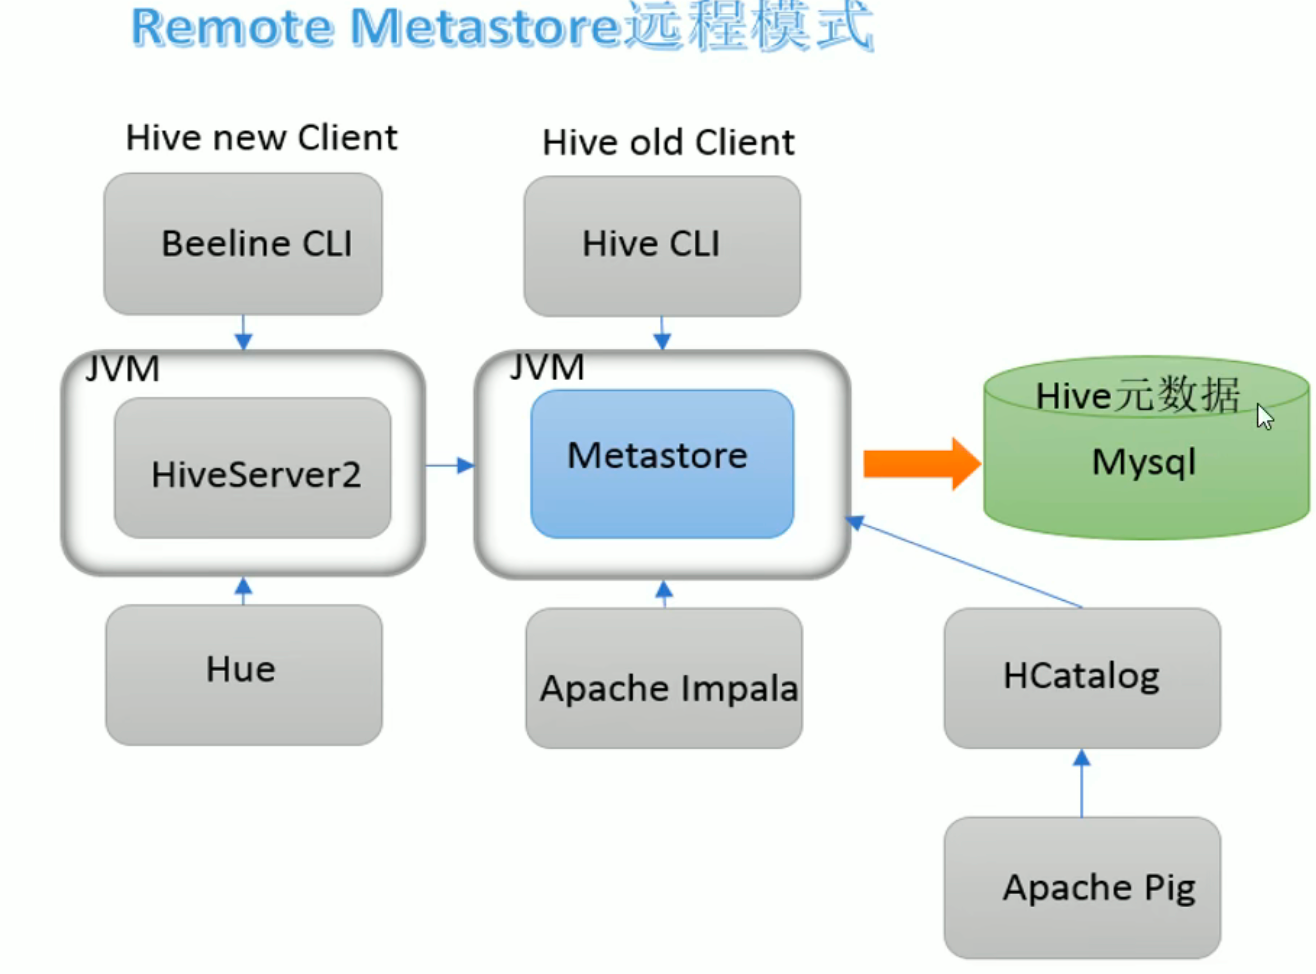 Remote Metastore远程模式
Hive new Client
Hive old Client
Beeline CLI
Hive CLI
JVM
JVM
HiveServer2
Metastore
Hive元数据
Mysql
Hue
Apache Impala
HCatalog
Apache Pig